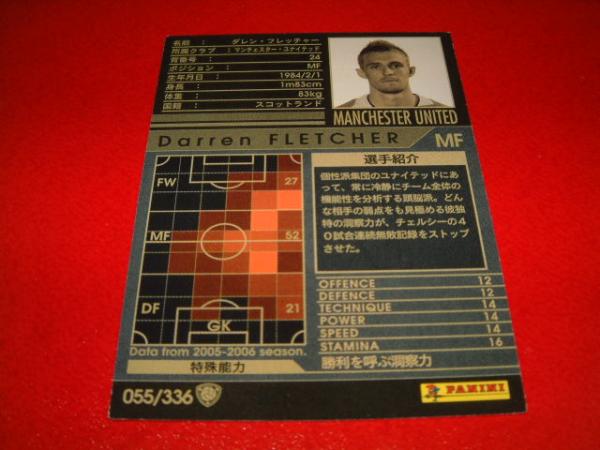 名前 : ダレン・フレッチャー
所属クラブ : マンチェスター・ユナイテッド
背番号 : 24
ポジション : MF
生年月日 : 1984/2/1
身長 : 1m83cm
体重 : 83kg
国籍 : スコットランド
MANCHESTER UNITED
Darren FLETCHER MF
FW 27
MF 52
DF 21
GK
Data from 2005-2006 season.
選手紹介
個性派集団のユナイテッドにあ
って、常に冷静にチーム全体の
機能性を分析する頭脳派。どん
な相手の弱点をも見極める彼独
特の洞察力が、チェルシーの4
0試合連続無敗記録をストップ
させた。
OFFENCE 12
DEFENCE 12
TECHNIQUE 14
POWER 14
SPEED 14
STAMINA 16
特殊能力 勝利を呼ぶ洞察力
055/336
PANINI